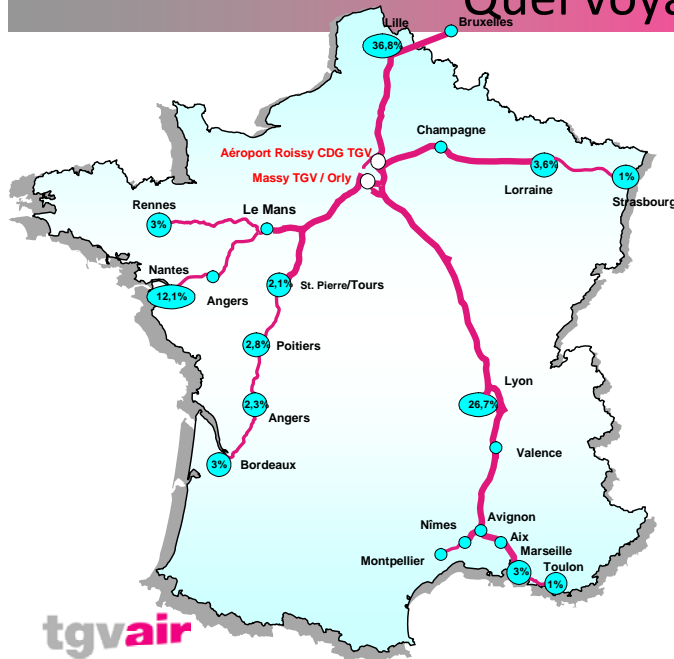 Quel voya
Lille
Bruxelles
36,8%
Champagne
Aéroport Roissy CDG TGV
3,6%
Massy TGV / Orly
1%
Lorraine
Strasbourg
Rennes
Le Mans
3%
Nantes
2,1%
St. Pierre/Tours
12,1%
Angers
2,8%
Poitiers
Lyon
2,3%
26,7%
Angers
Valence
3%
Bordeaux
Avignon
Nîmes
Aix
Marseille
Montpellier
3%
Toulon
1%
tgvair